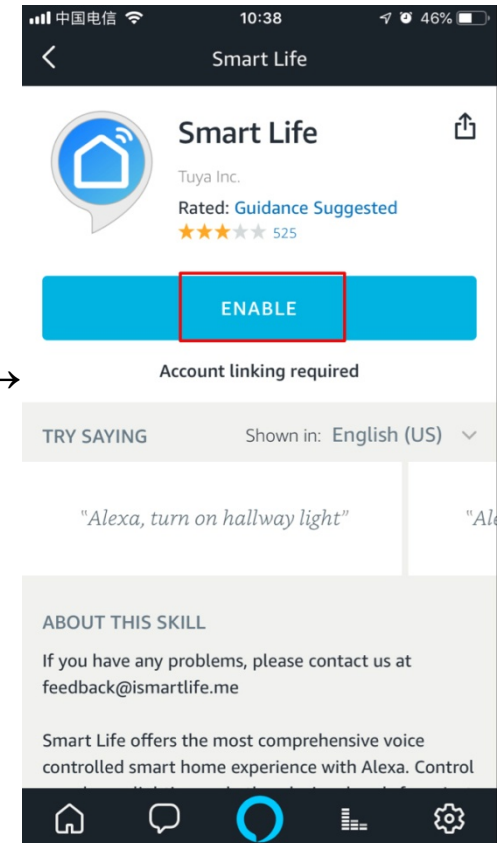 中国电信 10:38 46%
Smart Life
Smart Life
Tuya Inc.
Rated: Guidance Suggested
525
ENABLE
Account linking required
→
TRY SAYING Shown in: English (US)
"Alexa, turn on hallway light" "Ale
ABOUT THIS SKILL
If you have any problems, please contact us at
feedback@ismartlife.me
Smart Life offers the most comprehensive voice
controlled smart home experience with Alexa. Control